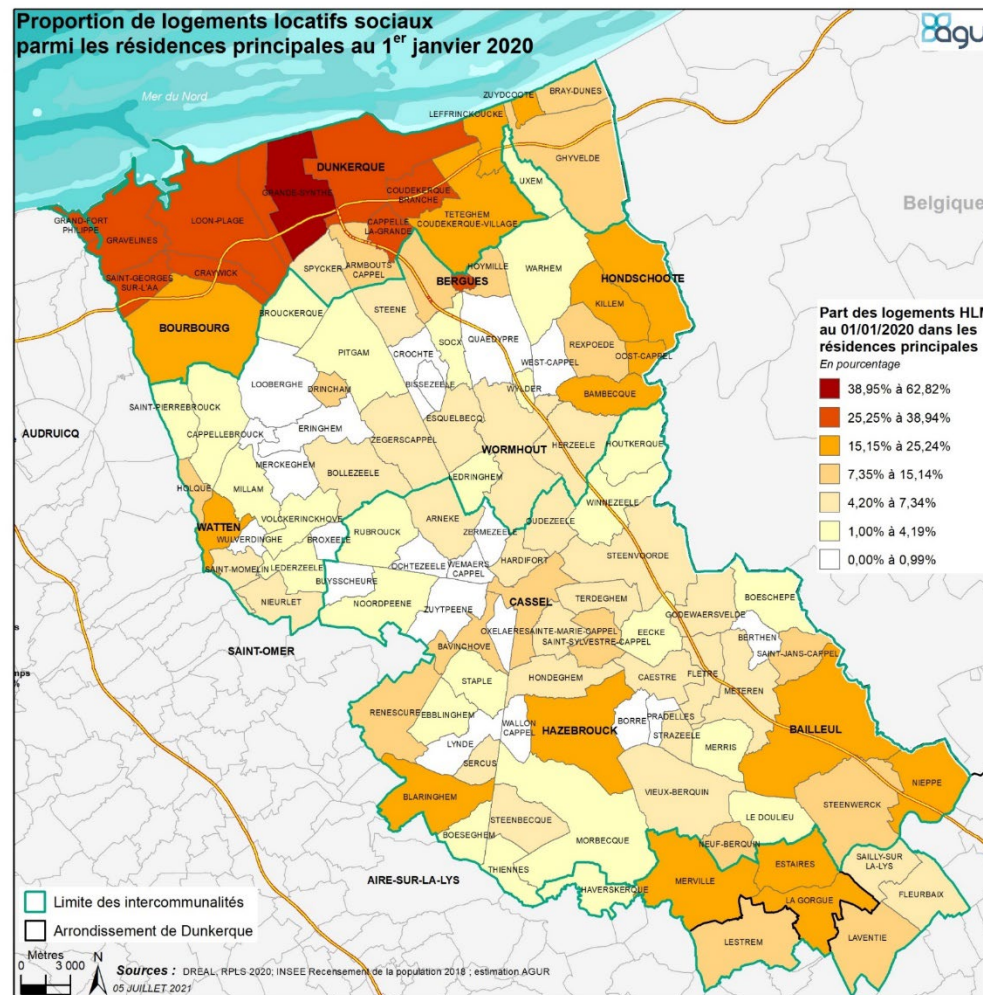 Proportion de logements locatifs sociaux
parmi les résidences principales au 1er janvier 2020
agur
Mer du Nord
Belgique
ZUYDCOOTE
BRAY-DUNES
LEFFRINCKOUCKE
GHYVELDE
DUNKERQUE
GRANDE-SYNTHE
COUDEKERQUE
BRANCHE
UXEM
GRAND-FORT
PHILIPPE
LOON-PLAGE
GRAVELINES
CAPPELLE
LA-GRANDE
TETEGHEM
COUDEKERQUE-VILLAGE
SAINT-GEORGES
SUR-L'AA
CRAYWICK
SPYCKER
ARMBOUTS
CAPPEL
HOYMILLE
BERGUES
WARHEM
HONDSCHOOTE
KILLEM
BOURBOURG
BROUCKERQUE
STEENE
PITGAM
CROCHTE
SOCX
QUAEDYPRE
WEST-CAPPEL
REXPOEDE
OOST-CAPPEL
LOOBERGHE
DRINCHAM
BISSEZEELE
WYLDER
BAMBECQUE
SAINT-PIERREBROUCK
CAPPELLEBROUCK
ERINGHEM
ESQUELBECQ
ZEGERSCAPPEL
WORMHOUT
HERZEELE
HOUTKERQUE
AUDRUICQ
MERCKEGHEM
BOLLEZEELE
LEDRINGHEM
HOLQUE
MILLAM
WINNEZEELE
WATTEN
VOLCKERINCKHOVE
WULVERDINGHE
BROXEELE
RUBROUCK
ARNEKE
ZERMEZEELE
OUDEZEELE
SAINT-MOMELIN
LEDERZEELE
OCHTEZEELE
WEMAERS
CAPPEL
HARDIFORT
STEENVOORDE
NIEURLET
BUYSSCHEURE
NOORDPEENE
ZUYTPEENE
CASSEL
TERDEGHEM
GODEWAERSVELDE
BOESCHEPE
OXELAERE
SAINTE-MARIE-CAPPEL
SAINT-SYLVESTRE-CAPPEL
EECKE
BERTHEN
SAINT-JANS-CAPPEL
SAINT-OMER
BAVINCHOVE
STAPLE
HONDEGHEM
CAESTRE
FLETRE
METEREN
RENESCURE
EBBLINGHEM
WALLON
CAPPEL
HAZEBROUCK
BORRE
PRADELLES
STRAZEELE
MERRIS
BAILLEUL
LYNDE
SERCUS
NIEPPE
BLARINGHEM
STEENBECQUE
MORBECQUE
VIEUX-BERQUIN
LE DOULIEU
STEENWERCK
BOESEGHEM
THIENNES
NEUF-BERQUIN
AIRE-SUR-LA-LYS
HAVERSKERQUE
MERVILLE
ESTAIRES
SAILLY-SUR
LA-LYS
LA GORGUE
FLEURBAIX
LESTREM
LAVENTIE
Part des logements HLM
au 01/01/2020 dans les
résidences principales
En pourcentage
38,95% à 62,82%
25,25% à 38,94%
15,15% à 25,24%
7,35% à 15,14%
4,20% à 7,34%
1,00% à 4,19%
0,00% à 0,99%
Limite des intercommunalités
Arrondissement de Dunkerque
Mètres
0 3 000
N
Sources : DREAL, RPLS 2020; INSEE Recensement de la population 2018 ; estimation AGUR
05 JUILLET 2021